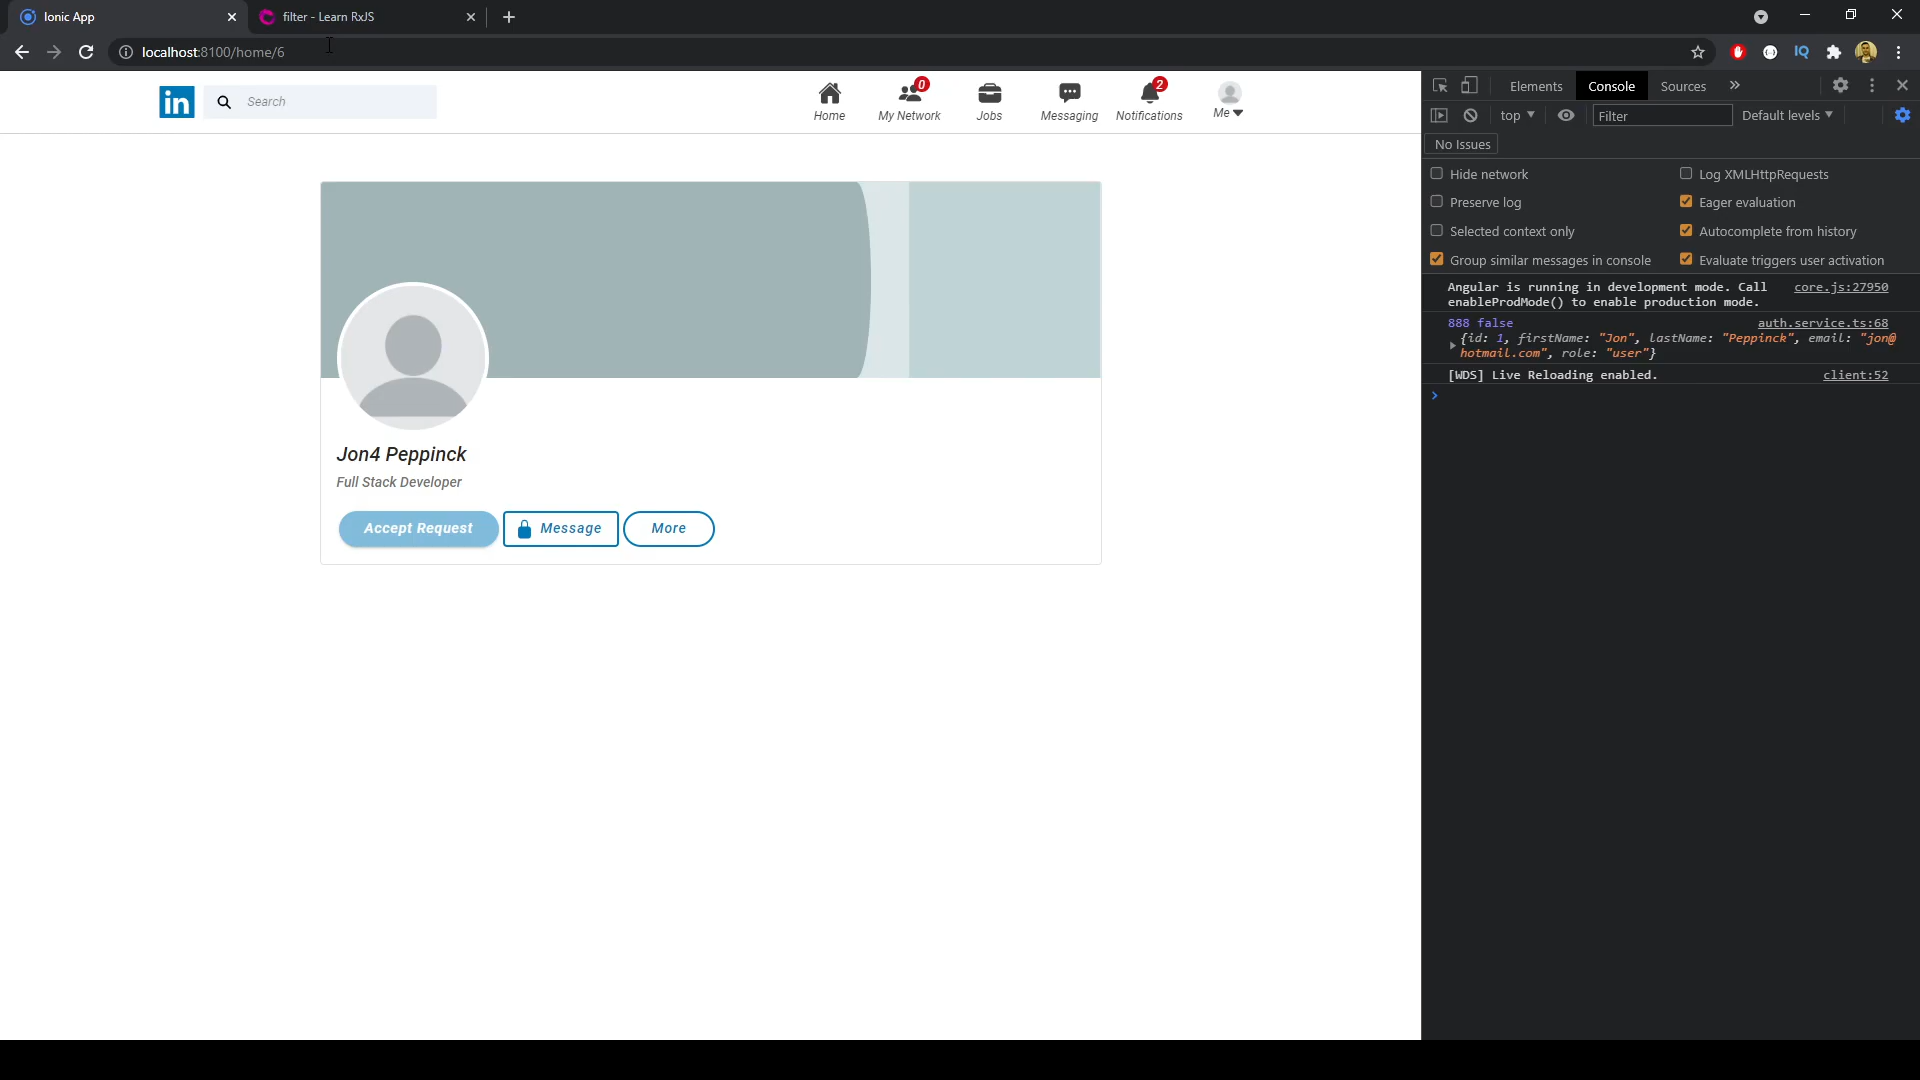 Ionic App
filter - Learn RxJS
localhost:8100/home/6
in
Search
Home
0
My Network
Jobs
Messaging
2
Notifications
Me
Jon4 Peppinck
Full Stack Developer
Accept Request
Message
More
Elements
Console
Sources
»
top
Filter
Default levels
No Issues
Hide network
Log XMLHttpRequests
Preserve log
Eager evaluation
Selected context only
Autocomplete from history
Group similar messages in console
Evaluate triggers user activation
Angular is running in development mode. Call core.js:27950
enableProdMode() to enable production mode.
888 false auth.service.ts:68
{id: 1, firstName: "Jon", lastName: "Peppinck", email: "jon@
hotmail.com", role: "user"}
[WDS] Live Reloading enabled. client:52